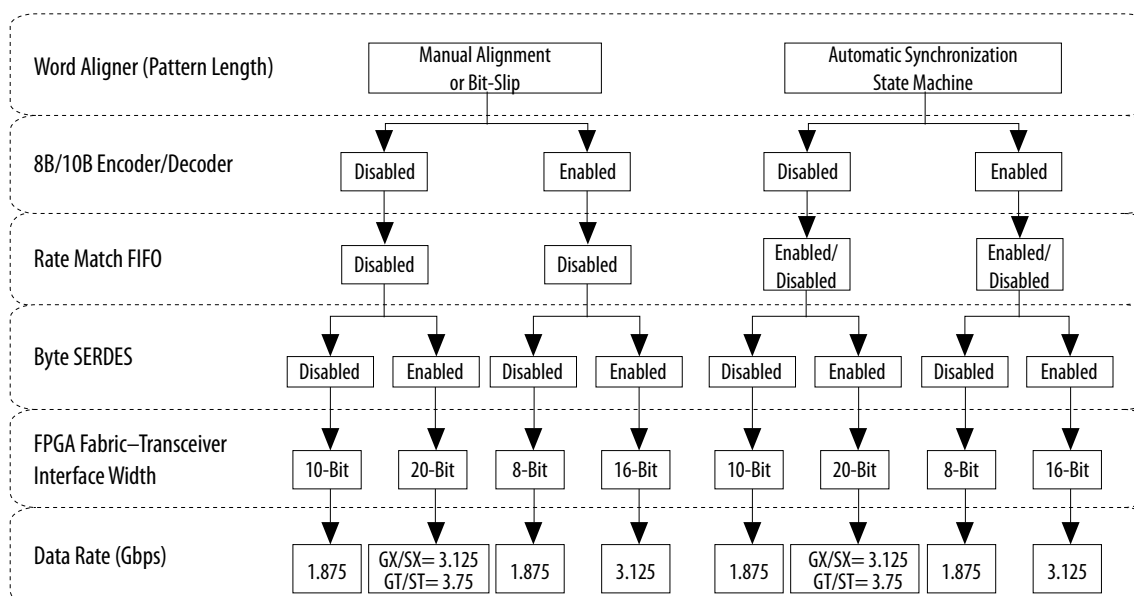 Word Aligner (Pattern Length)
Manual Alignment
or Bit-Slip
Automatic Synchronization
State Machine
8B/10B Encoder/Decoder
Disabled
Enabled
Disabled
Enabled
Rate Match FIFO
Disabled
Disabled
Enabled/
Disabled
Enabled/
Disabled
Byte SERDES
Disabled
Enabled
Disabled
Enabled
Disabled
Enabled
Disabled
Enabled
FPGA Fabric–Transceiver
Interface Width
10-Bit
20-Bit
8-Bit
16-Bit
10-Bit
20-Bit
8-Bit
16-Bit
Data Rate (Gbps)
1.875
GX/SX= 3.125
GT/ST= 3.75
1.875
3.125
1.875
GX/SX= 3.125
GT/ST= 3.75
1.875
3.125